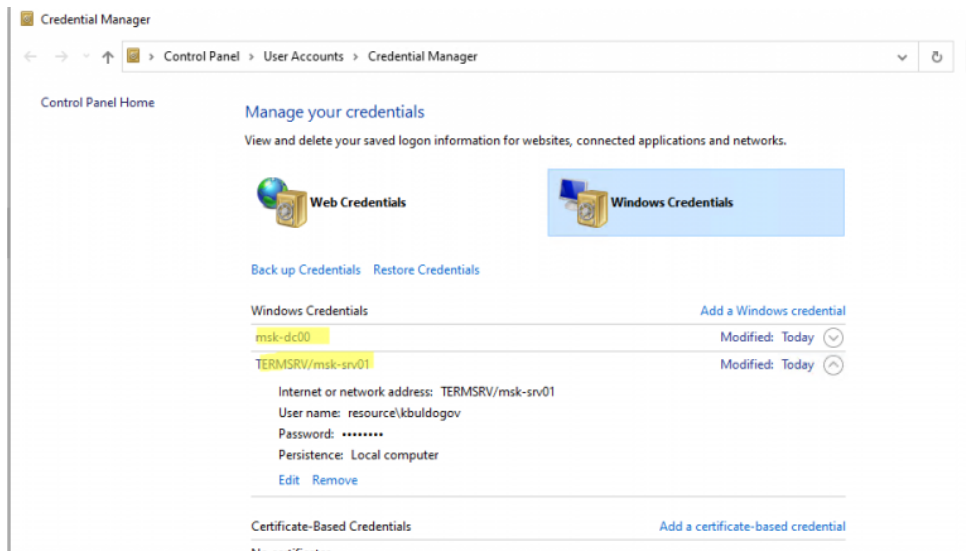 Credential Manager
Control Panel > User Accounts > Credential Manager
Control Panel Home
Manage your credentials
View and delete your saved logon information for websites, connected applications and networks.
Web Credentials Windows Credentials
Back up Credentials Restore Credentials
Windows Credentials Add a Windows credential
msk-dc00 Modified: Today
TERMSRV/msk-srv01 Modified: Today
Internet or network address: TERMSRV/msk-srv01
User name: resource\kbuldogov
Password: ••••••••
Persistence: Local computer
Edit Remove
Certificate-Based Credentials Add a certificate-based credential